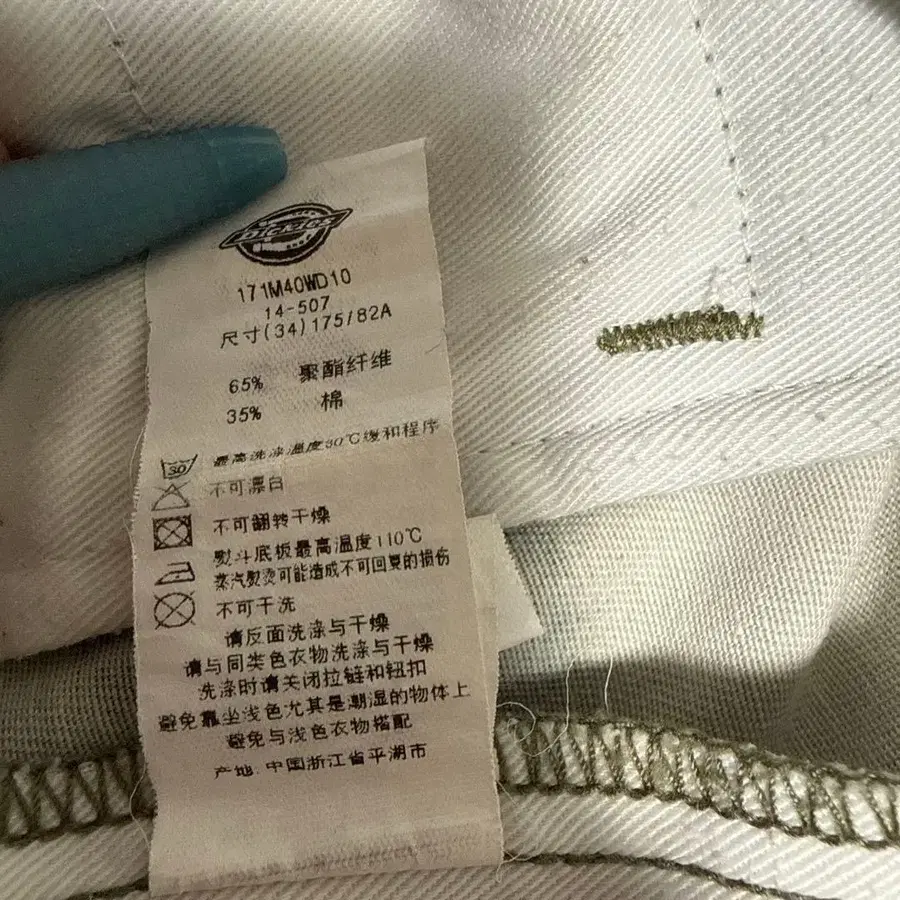 Dickies
171M40WD10
14-507
尺寸(34)175/82A
65% 聚酯纤维
35% 棉
30 最高洗涤温度30℃缓和程序
不可漂白
不可翻转干燥
熨斗底板最高温度110℃
蒸汽熨烫可能造成不可回复的损伤
不可干洗
请反面洗涤与干燥
请与同类色衣物洗涤与干燥
洗涤时请关闭拉链和钮扣
避免靠坐浅色尤其是潮湿的物体上
避免与浅色衣物搭配
产地:中国浙江省平湖市